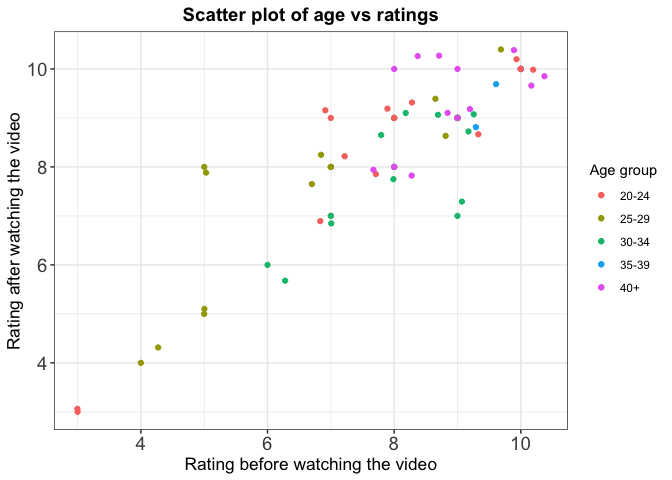 Scatter plot of age vs ratings
Rating after watching the video
10
8
6
4
4 6 8 10
Rating before watching the video
Age group
20-24
25-29
30-34
35-39
40+